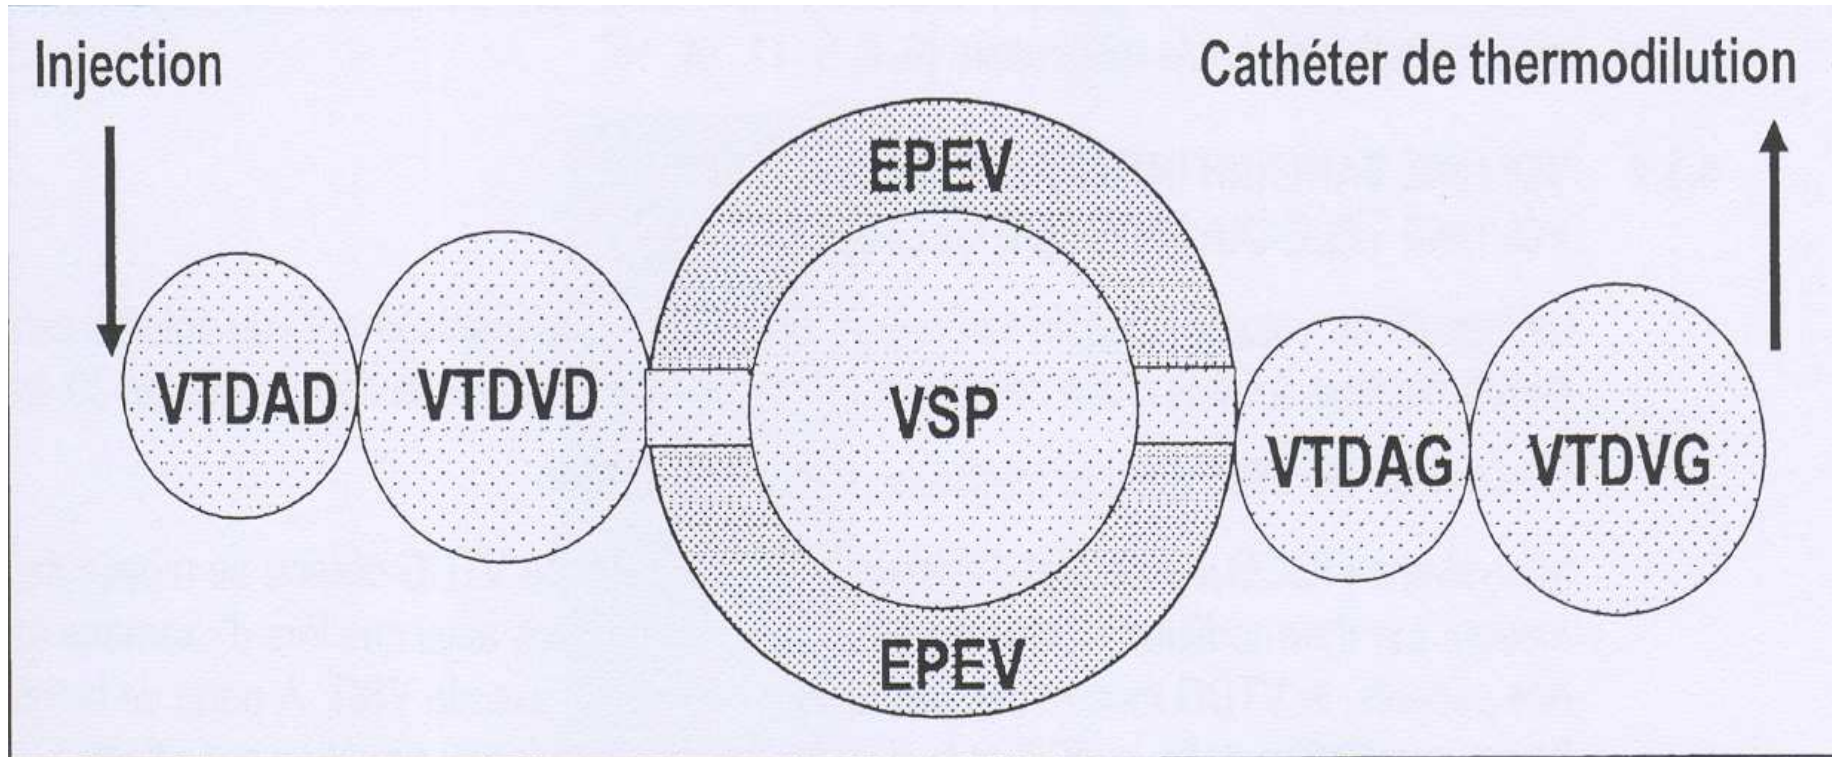 Injection
Cathéter de thermodilution
EPEV
VTDAD
VTDVD
VSP
VTDAG
VTDVG
EPEV